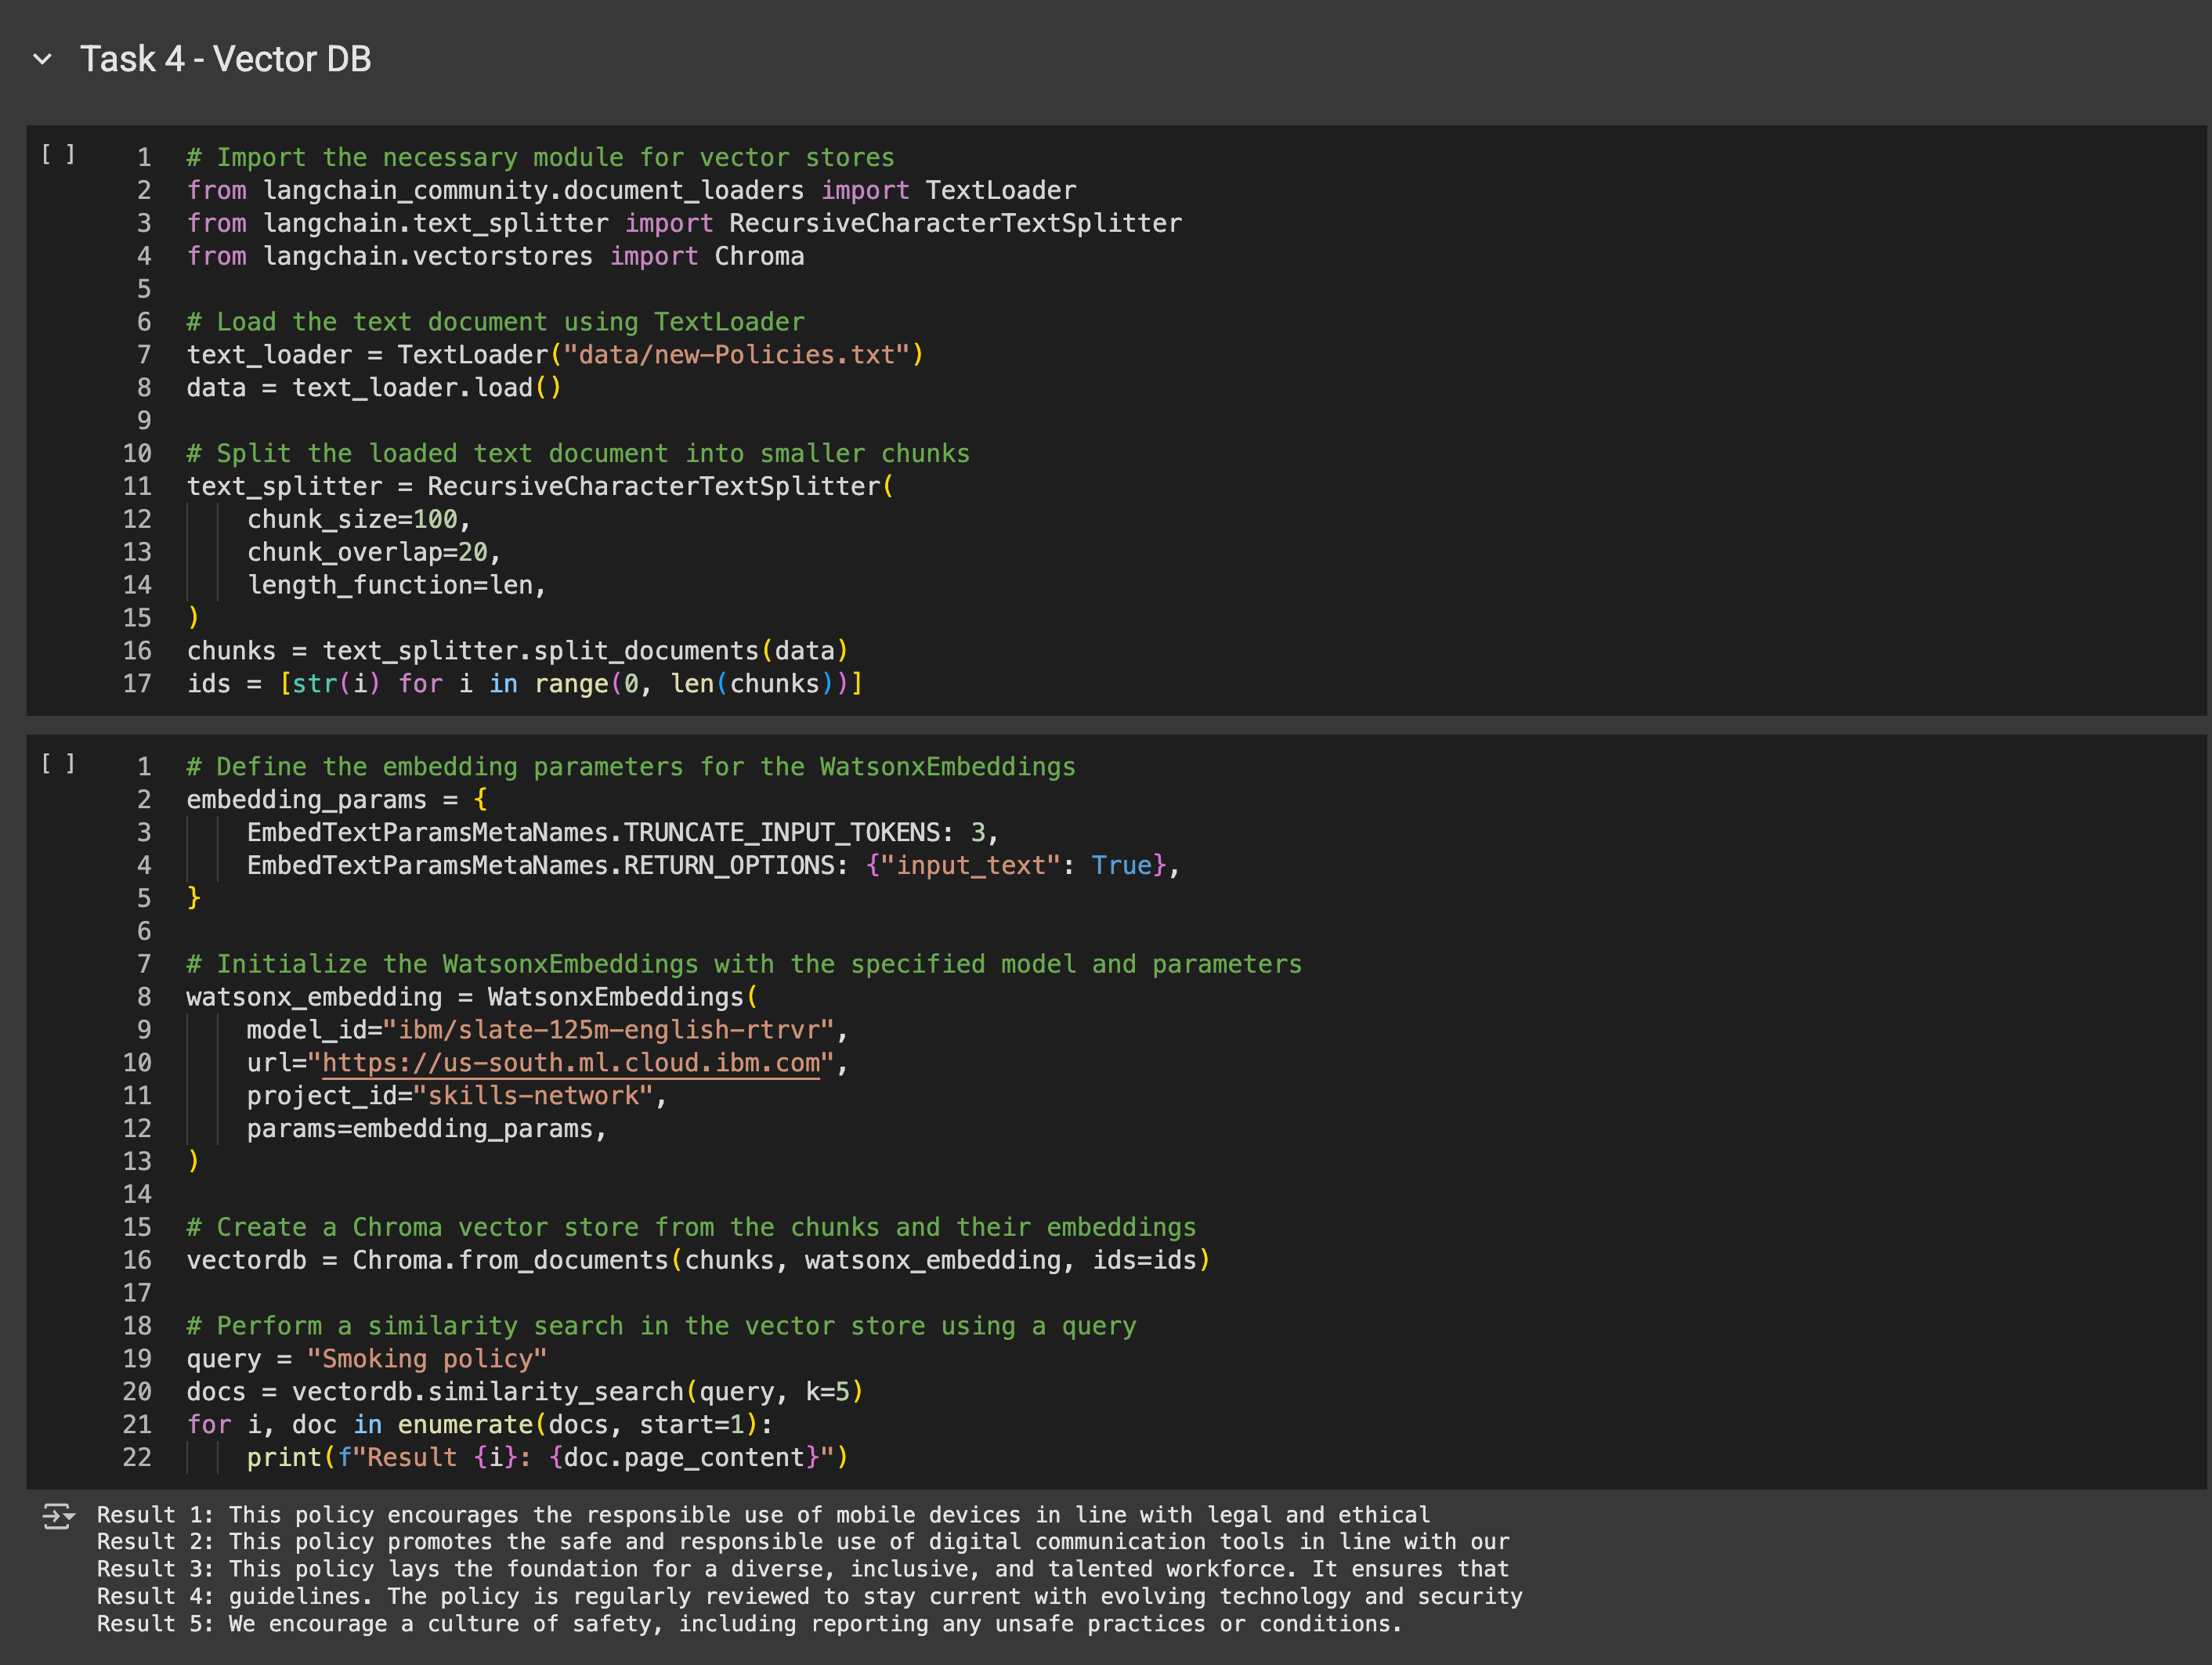 Task 4 - Vector DB
[ ]
1 # Import the necessary module for vector stores
2 from langchain_community.document_loaders import TextLoader
3 from langchain.text_splitter import RecursiveCharacterTextSplitter
4 from langchain.vectorstores import Chroma
5
6 # Load the text document using TextLoader
7 text_loader = TextLoader("data/new-Policies.txt")
8 data = text_loader.load()
9
10 # Split the loaded text document into smaller chunks
11 text_splitter = RecursiveCharacterTextSplitter(
12     chunk_size=100,
13     chunk_overlap=20,
14     length_function=len,
15 )
16 chunks = text_splitter.split_documents(data)
17 ids = [str(i) for i in range(0, len(chunks))]
[ ]
1 # Define the embedding parameters for the WatsonxEmbeddings
2 embedding_params = {
3     EmbedTextParamsMetaNames.TRUNCATE_INPUT_TOKENS: 3,
4     EmbedTextParamsMetaNames.RETURN_OPTIONS: {"input_text": True},
5 }
6
7 # Initialize the WatsonxEmbeddings with the specified model and parameters
8 watsonx_embedding = WatsonxEmbeddings(
9     model_id="ibm/slate-125m-english-rtrvr",
10     url="https://us-south.ml.cloud.ibm.com",
11     project_id="skills-network",
12     params=embedding_params,
13 )
14
15 # Create a Chroma vector store from the chunks and their embeddings
16 vectordb = Chroma.from_documents(chunks, watsonx_embedding, ids=ids)
17
18 # Perform a similarity search in the vector store using a query
19 query = "Smoking policy"
20 docs = vectordb.similarity_search(query, k=5)
21 for i, doc in enumerate(docs, start=1):
22     print(f"Result {i}: {doc.page_content}")
Result 1: This policy encourages the responsible use of mobile devices in line with legal and ethical
Result 2: This policy promotes the safe and responsible use of digital communication tools in line with our
Result 3: This policy lays the foundation for a diverse, inclusive, and talented workforce. It ensures that
Result 4: guidelines. The policy is regularly reviewed to stay current with evolving technology and security
Result 5: We encourage a culture of safety, including reporting any unsafe practices or conditions.